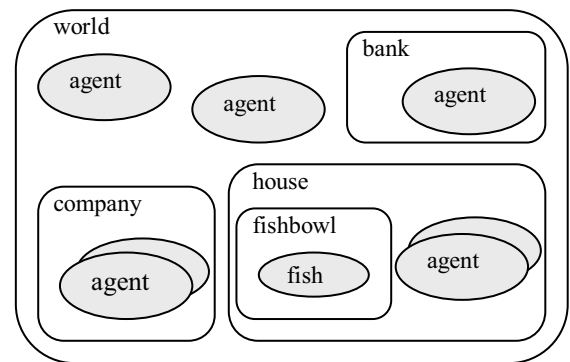 world
agent
agent
bank
agent
company
agent
house
fishbowl
fish
agent